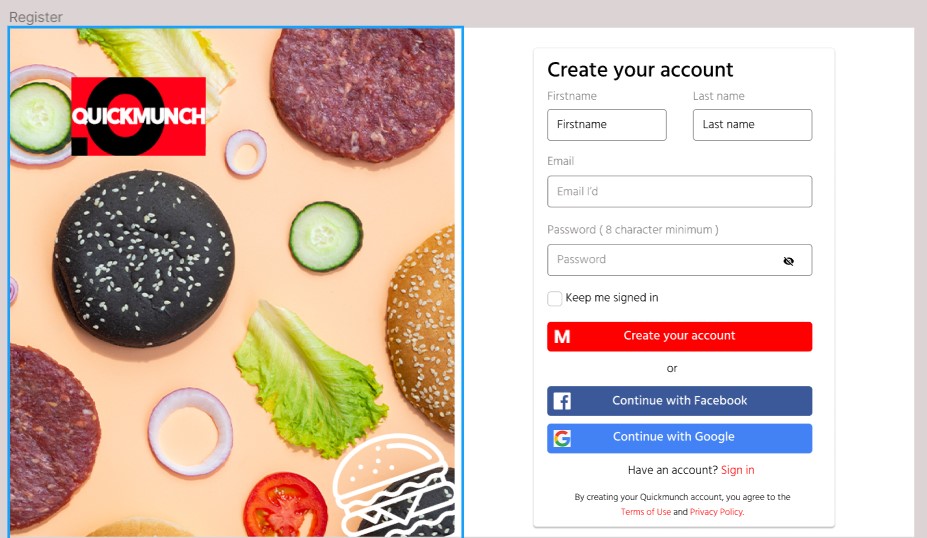 Register
QUICKMUNCH
Create your account
Firstname
Last name
Firstname
Last name
Email
Email I'd
Password ( 8 character minimum )
Password
Keep me signed in
M Create your account
or
Continue with Facebook
G Continue with Google
Have an account? Sign in
By creating your Quickmunch account, you agree to the
Terms of Use and Privacy Policy.